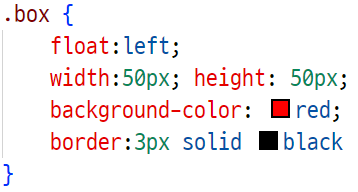 .box {
float:left;
width:50px; height: 50px;
background-color: red;
border:3px solid black
}